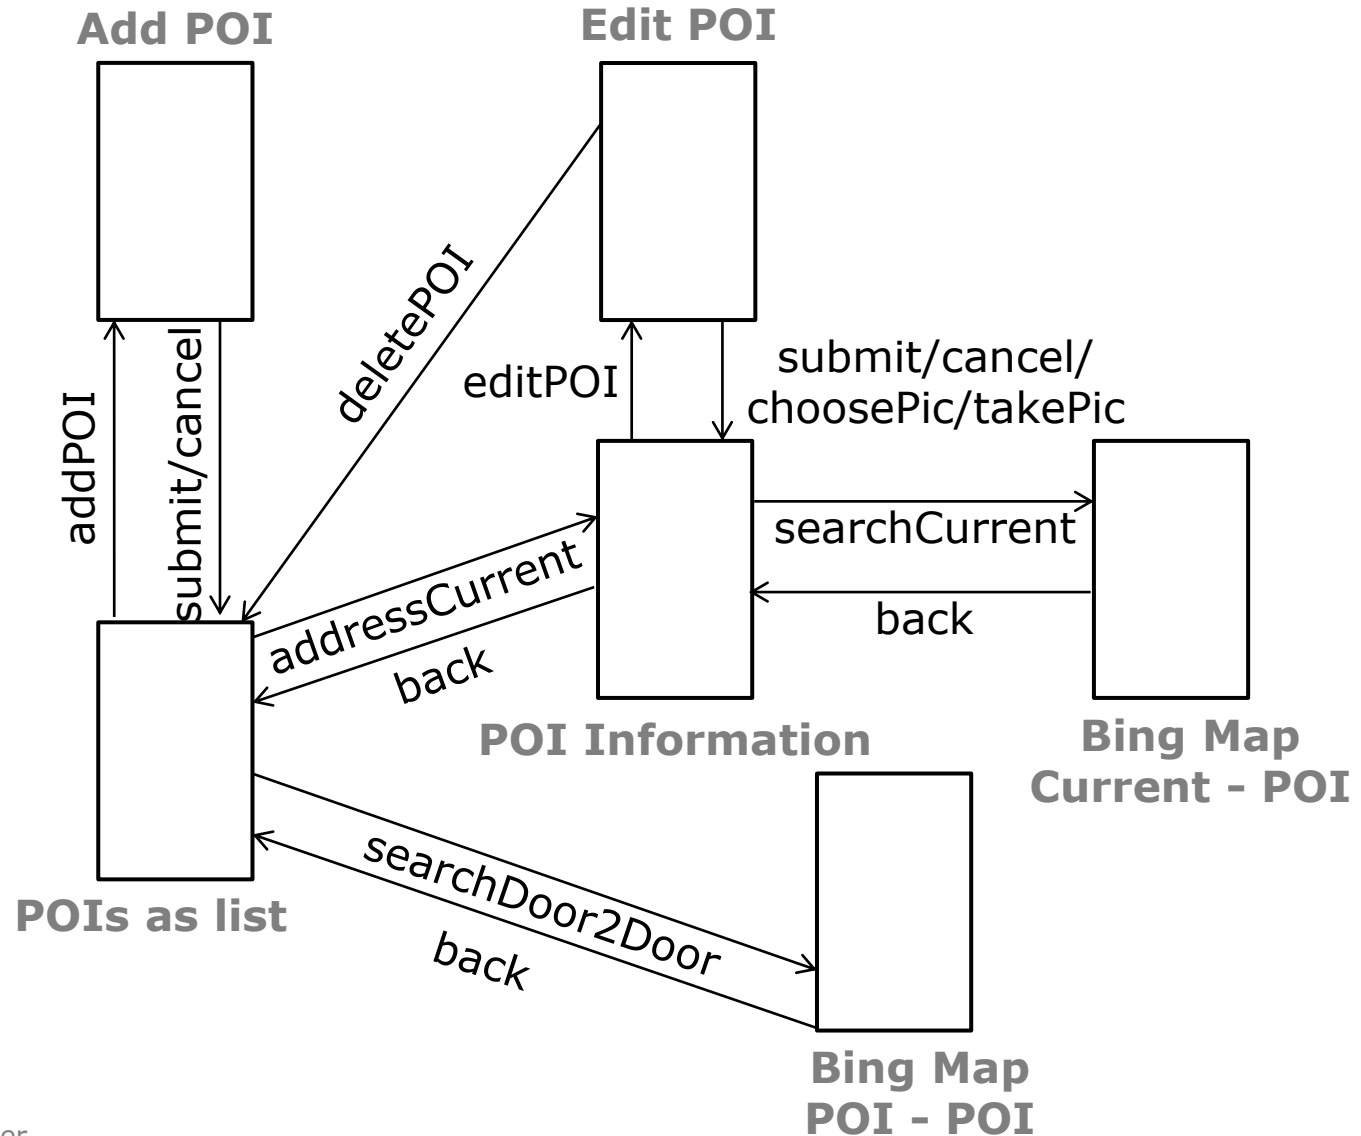 Add POI
Edit POI
addPOI
submit/cancel
deletePOI
editPOI
submit/cancel/
choosePic/takePic
searchCurrent
back
addressCurrent
back
POI Information
Bing Map
Current - POI
searchDoor2Door
back
POIs as list
Bing Map
POI - POI